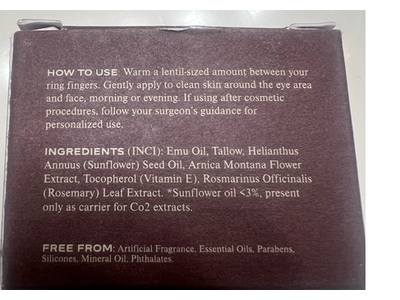 HOW TO USE: Warm a lentil-sized amount between your
ring fingers. Gently apply to clean skin around the eye area
and face, morning or evening. If using after cosmetic
procedures, follow your surgeon's guidance for
personalized use.
INGREDIENTS (INCI): Emu Oil, Tallow, Helianthus
Annuus (Sunflower) Seed Oil, Arnica Montana Flower
Extract, Tocopherol (Vitamin E), Rosmarinus Officinalis
(Rosemary) Leaf Extract. *Sunflower oil <3%, present
only as carrier for Co2 extracts.
FREE FROM: Artificial Fragrance, Essential Oils, Parabens,
Silicones, Mineral Oil, Phthalates.